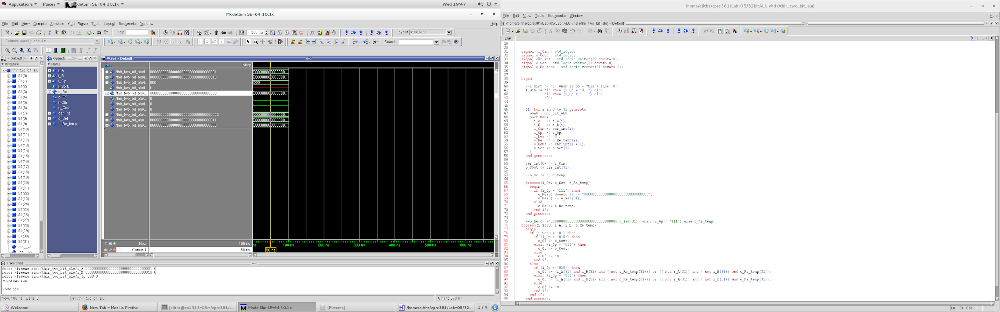 Applications
Places
ModelSim SE-64 10.1c
Wed 19:47
ModelSim SE-64 10.1c
File Edit View Compile Simulate Add Wave Tools Layout Bookmarks Window
Help
Help
100 ns
Layout Simulate
ColumnLayout Default
Search:
Default
Instance
thir_two_bit_alu
G1(0)
G1(1)
G1(2)
G1(3)
G1(4)
G1(5)
G1(6)
G1(7)
G1(8)
G1(9)
G1(10)
G1(11)
G1(12)
G1(13)
G1(14)
G1(15)
G1(16)
G1(17)
G1(18)
G1(19)
G1(20)
G1(21)
G1(22)
G1(23)
G1(24)
G1(25)
G1(26)
G1(27)
G1(28)
G1(29)
G1(30)
G1(31)
line__41
line__65
Objects
Name
i_A
i_B
i_Op
i_SorU
o_Re
o_Of
i_Cin
o_Cout
car_int
o_Set
Re_temp
Wave - Default
Msgs
/thir_two_bit_alu/i... 00000000000000000000000000000001
/thir_two_bit_alu/i... 00000000000000000000000000000010
/thir_two_bit_alu/i... 000 000
/thir_two_bit_alu/i... U
/thir_two_bit_alu/... 00000000000000000000000000000000
/thir_two_bit_alu/... 0
/thir_two_bit_alu/i... 0
/thir_two_bit_alu/... 0
/thir_two_bit_alu/... 000000000000000000000000000000000
/thir_two_bit_alu/... 00000000000000000000000000000011
/thir_two_bit_alu/... 00000000000000000000000000000000
Now 100 ns
Cursor 1 50 ns
ns 100 ns 200 ns 300 ns 400 ns 500 ns 600 ns
50 ns
Transcript
force -freeze sim:/thir_two_bit_alu/i_A 00000000000000000000000000000001 0
force -freeze sim:/thir_two_bit_alu/i_B 00000000000000000000000000000010 0
force -freeze sim:/thir_two_bit_alu/i_Op 000 0
VSIM 54> run
VSIM 55>
Now: 100 ns Delta: 0
sim:/thir_two_bit_alu
0 ns to 679 ns
Welcome
New Tab - Mozilla Firefox
[elithz@co1313-05:~/cpre381/L...
ModelSim SE-64 10.1c
[Pictures]
/home/elithz/cpre381/Lab-05/32...
1 / 4
1
/home/elithz/cpre381/Lab-05/32bitALU.vhd (/thir_two_bit_alu)
File Edit View Tools Bookmarks Window
Help
/home/elithz/cpre381/Lab-05/32bitALU.vhd (/thir_two_bit_alu) - Default
Ln#
Now
29
30
31 signal i_Cin : std_logic;
32 signal o_Cout : std_logic;
33 signal car_int : std_logic_vector(32 downto 0);
34 signal o_Set : std_logic_vector(31 downto 0);
35 signal o_Re_temp : std_logic_vector(31 downto 0);
36
37
38 begin
39
40 --i_Binv <= '1' when (i_Op = "011") else '0';
41 i_Cin <= '1' when (i_Op = "011") else
42 '1' when (i_Op = "111") else
43 '0';
44
45
46 G1: for i in 0 to 31 generate
47 obA0 : one_bit_ALU
48 port MAP(
49 i_A => i_A(i),
50 i_B => i_B(i),
51 i_Cin => car_int(i),
52 i_Op => i_Op,
53 i_Les => '0',
54 o_Re => o_Re_temp(i),
55 o_Cout => car_int(i + 1),
56 o_Set => o_Set(i)
57 );
58 end generate;
59
60 car_int(0) <= i_Cin;
61 o_Cout <= car_int(32);
62
63 --o_Re <= o_Re_temp;
64
65 process(i_Op, o_Set, o_Re_temp)
66 begin
67 if (i_Op = "111") then
68 o_Re(31 downto 1) <= "0000000000000000000000000000000";
69 o_Re(0) <= o_Set(31);
70 else
71 o_Re <= o_Re_temp;
72 end if;
73 end process;
74
75 --o_Re <= ("0000000000000000000000000000000 o_Set(31)) when (i_Op = "111") else o_Re_temp;
76 process(i_SorU, i_A, i_B, o_Re_temp)
77 begin
78 if (i_SorU = '0') then
79 if (i_Op = "010") then
80 o_Of <= o_Cout;
81 elsif (i_Op = "011") then
82 o_Of <= o_Cout;
83 else
84 o_Of <= '0';
85 end if;
86 else
87 if (i_Op = "010") then
88 o_Of <= (i_A(31) and i_B(31) and ( not o_Re_temp(31))) or (( not i_A(31)) and ( not i_B(31)) and o_Re_temp(31));
89 elsif (i_Op = "011") then
90 o_Of <= (i_A(31) and i_B(31) and ( not o_Re_temp(31))) or (( not i_A(31)) and ( not i_B(31)) and o_Re_temp(31));
91 else
92 o_Of <= '0';
93 end if;
94 end if;
95 end process;
Ln: 81 Col: 11